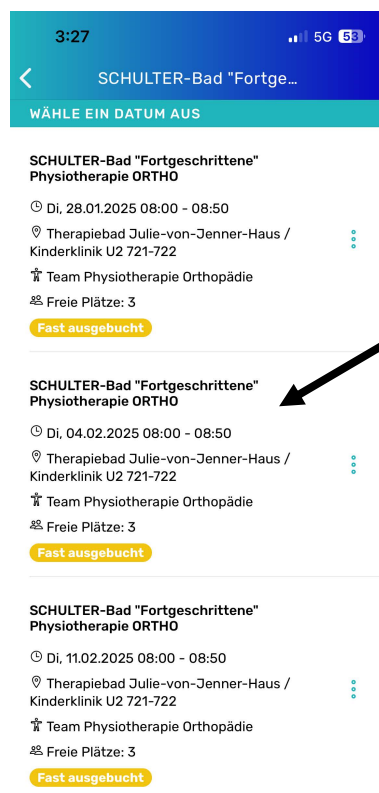 3:27 5G 53
SCHULTER-Bad "Fortge...
WÄHLE EIN DATUM AUS
SCHULTER-Bad "Fortgeschrittene"
Physiotherapie ORTHO
Di, 28.01.2025 08:00 - 08:50
Therapiebad Julie-von-Jenner-Haus /
Kinderklinik U2 721-722
Team Physiotherapie Orthopädie
Freie Plätze: 3
Fast ausgebucht
SCHULTER-Bad "Fortgeschrittene"
Physiotherapie ORTHO
Di, 04.02.2025 08:00 - 08:50
Therapiebad Julie-von-Jenner-Haus /
Kinderklinik U2 721-722
Team Physiotherapie Orthopädie
Freie Plätze: 3
Fast ausgebucht
SCHULTER-Bad "Fortgeschrittene"
Physiotherapie ORTHO
Di, 11.02.2025 08:00 - 08:50
Therapiebad Julie-von-Jenner-Haus /
Kinderklinik U2 721-722
Team Physiotherapie Orthopädie
Freie Plätze: 3
Fast ausgebucht